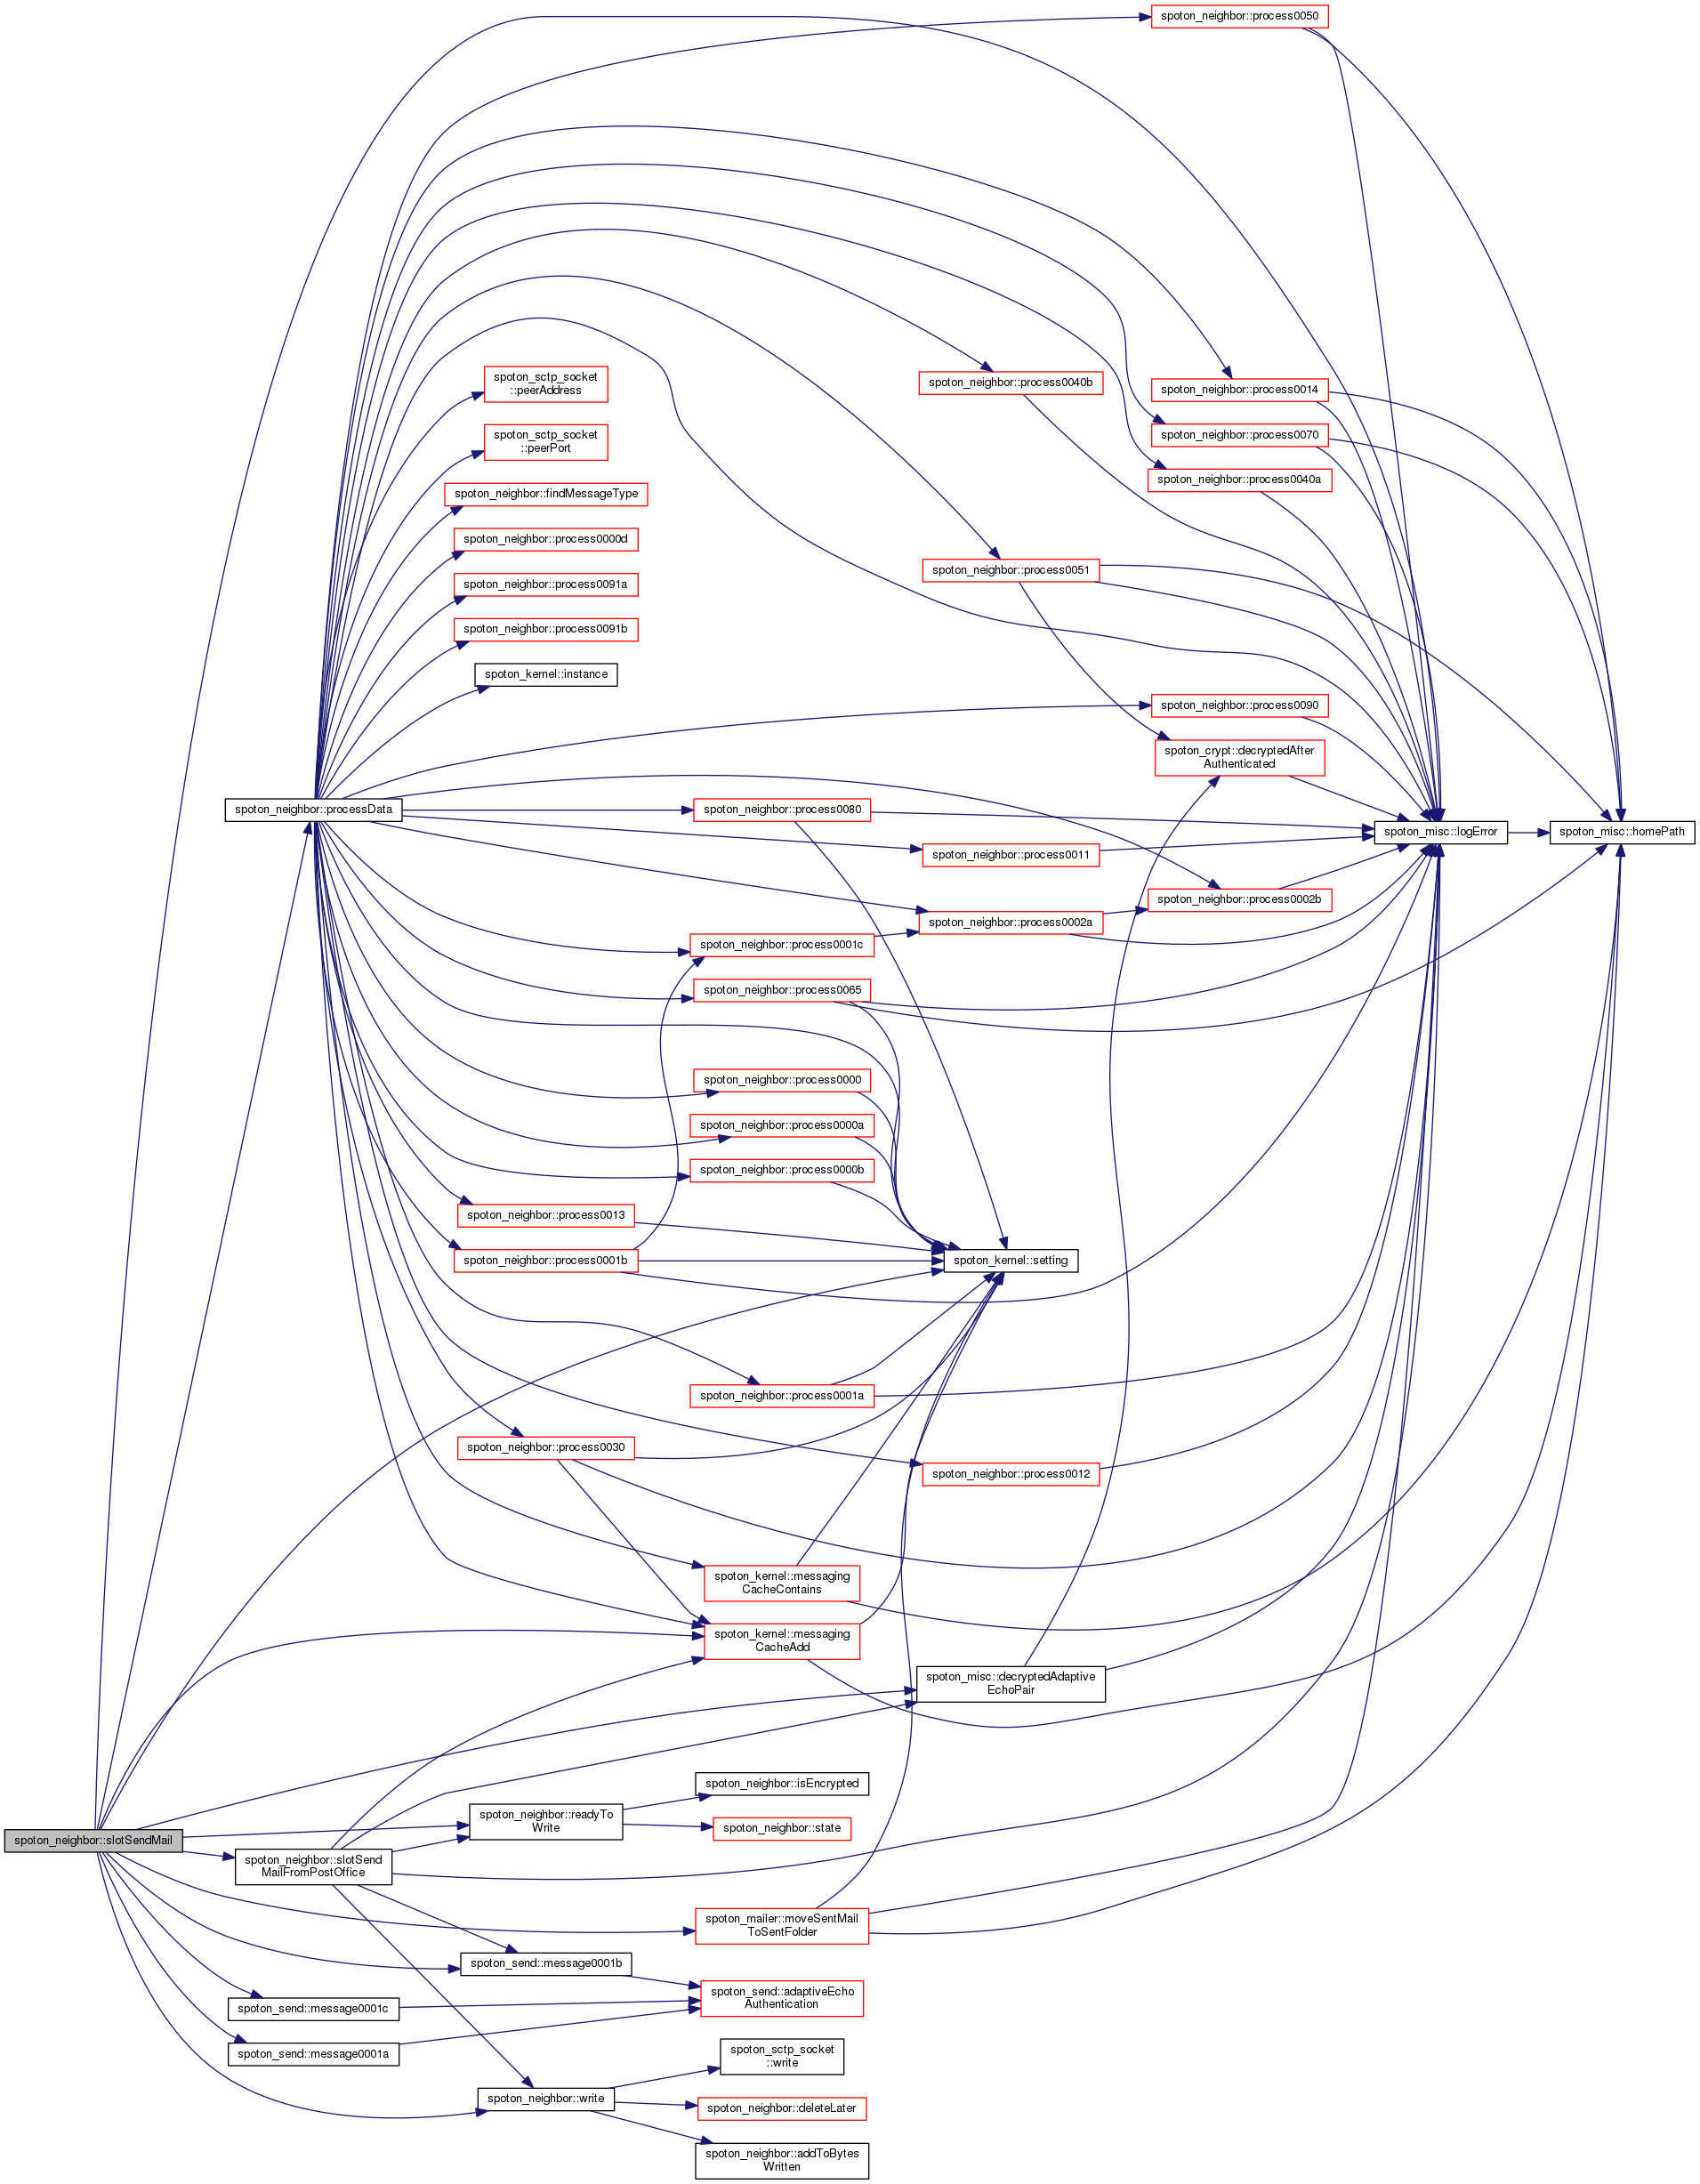 spoton_neighbor::process0050
spoton_sctp_socket
::peerAddress
spoton_neighbor::process0040b
spoton_neighbor::process0014
spoton_sctp_socket
::peerPort
spoton_neighbor::process0070
spoton_neighbor::findMessageType
spoton_neighbor::process0040a
spoton_neighbor::process0000d
spoton_neighbor::process0051
spoton_neighbor::process0091a
spoton_neighbor::process0091b
spoton_kernel::instance
spoton_neighbor::process0090
spoton_crypt::decryptedAfter
Authenticated
spoton_neighbor::processData
spoton_neighbor::process0080
spoton_misc::logError
spoton_misc::homePath
spoton_neighbor::process0011
spoton_neighbor::process0002b
spoton_neighbor::process0002a
spoton_neighbor::process0001c
spoton_neighbor::process0065
spoton_neighbor::process0000
spoton_neighbor::process0000a
spoton_neighbor::process0000b
spoton_neighbor::process0013
spoton_neighbor::process0001b
spoton_kernel::setting
spoton_neighbor::process0001a
spoton_neighbor::process0030
spoton_neighbor::process0012
spoton_kernel::messaging
CacheContains
spoton_kernel::messaging
CacheAdd
spoton_misc::decryptedAdaptive
EchoPair
spoton_neighbor::isEncrypted
spoton_neighbor::readyTo
Write
spoton_neighbor::state
spoton_neighbor::slotSendMail
spoton_neighbor::slotSend
MailFromPostOffice
spoton_mailer::moveSentMail
ToSentFolder
spoton_send::message0001b
spoton_send::adaptiveEcho
Authentication
spoton_send::message0001c
spoton_send::message0001a
spoton_sctp_socket
::write
spoton_neighbor::write
spoton_neighbor::deleteLater
spoton_neighbor::addToBytes
Written